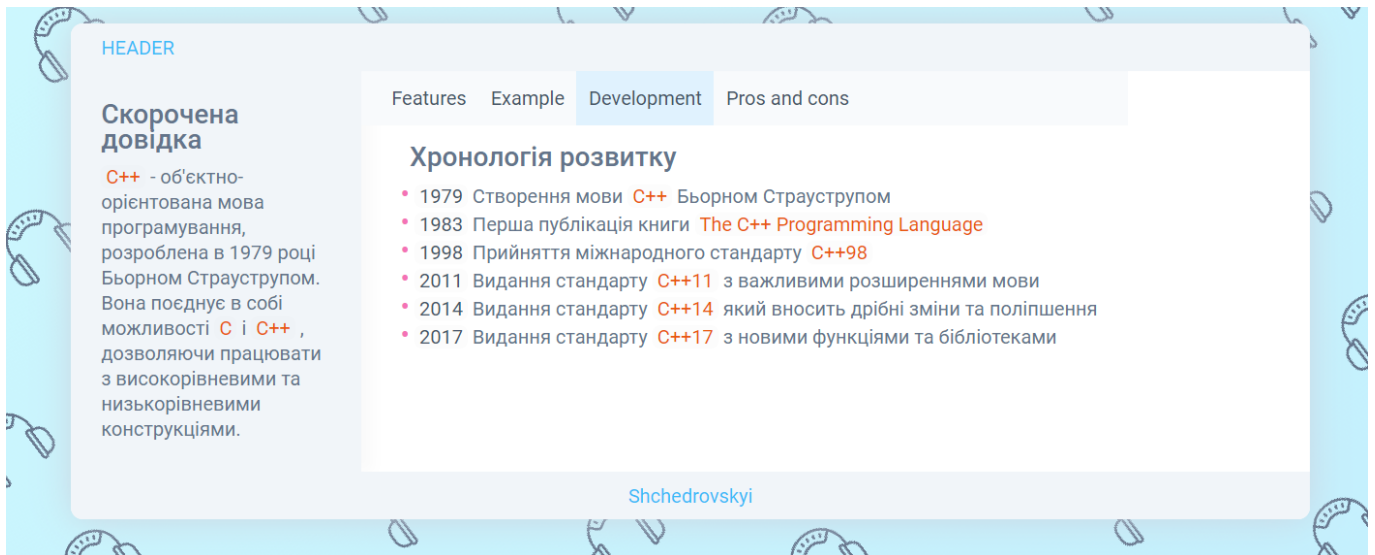 HEADER
Скорочена
довідка
C++ - об'єктно-
орієнтована мова
програмування,
розроблена в 1979 році
Бьорном Страуструпом.
Вона поєднує в собі
можливості C і C++ ,
дозволяючи працювати
з високорівневими та
низькорівневими
конструкціями.
Features Example Development Pros and cons
Хронологія розвитку
• 1979 Створення мови C++ Бьорном Страуструпом
• 1983 Перша публікація книги The C++ Programming Language
• 1998 Прийняття міжнародного стандарту C++98
• 2011 Видання стандарту C++11 з важливими розширеннями мови
• 2014 Видання стандарту C++14 який вносить дрібні зміни та поліпшення
• 2017 Видання стандарту C++17 з новими функціями та бібліотеками
Shchedrovskyi